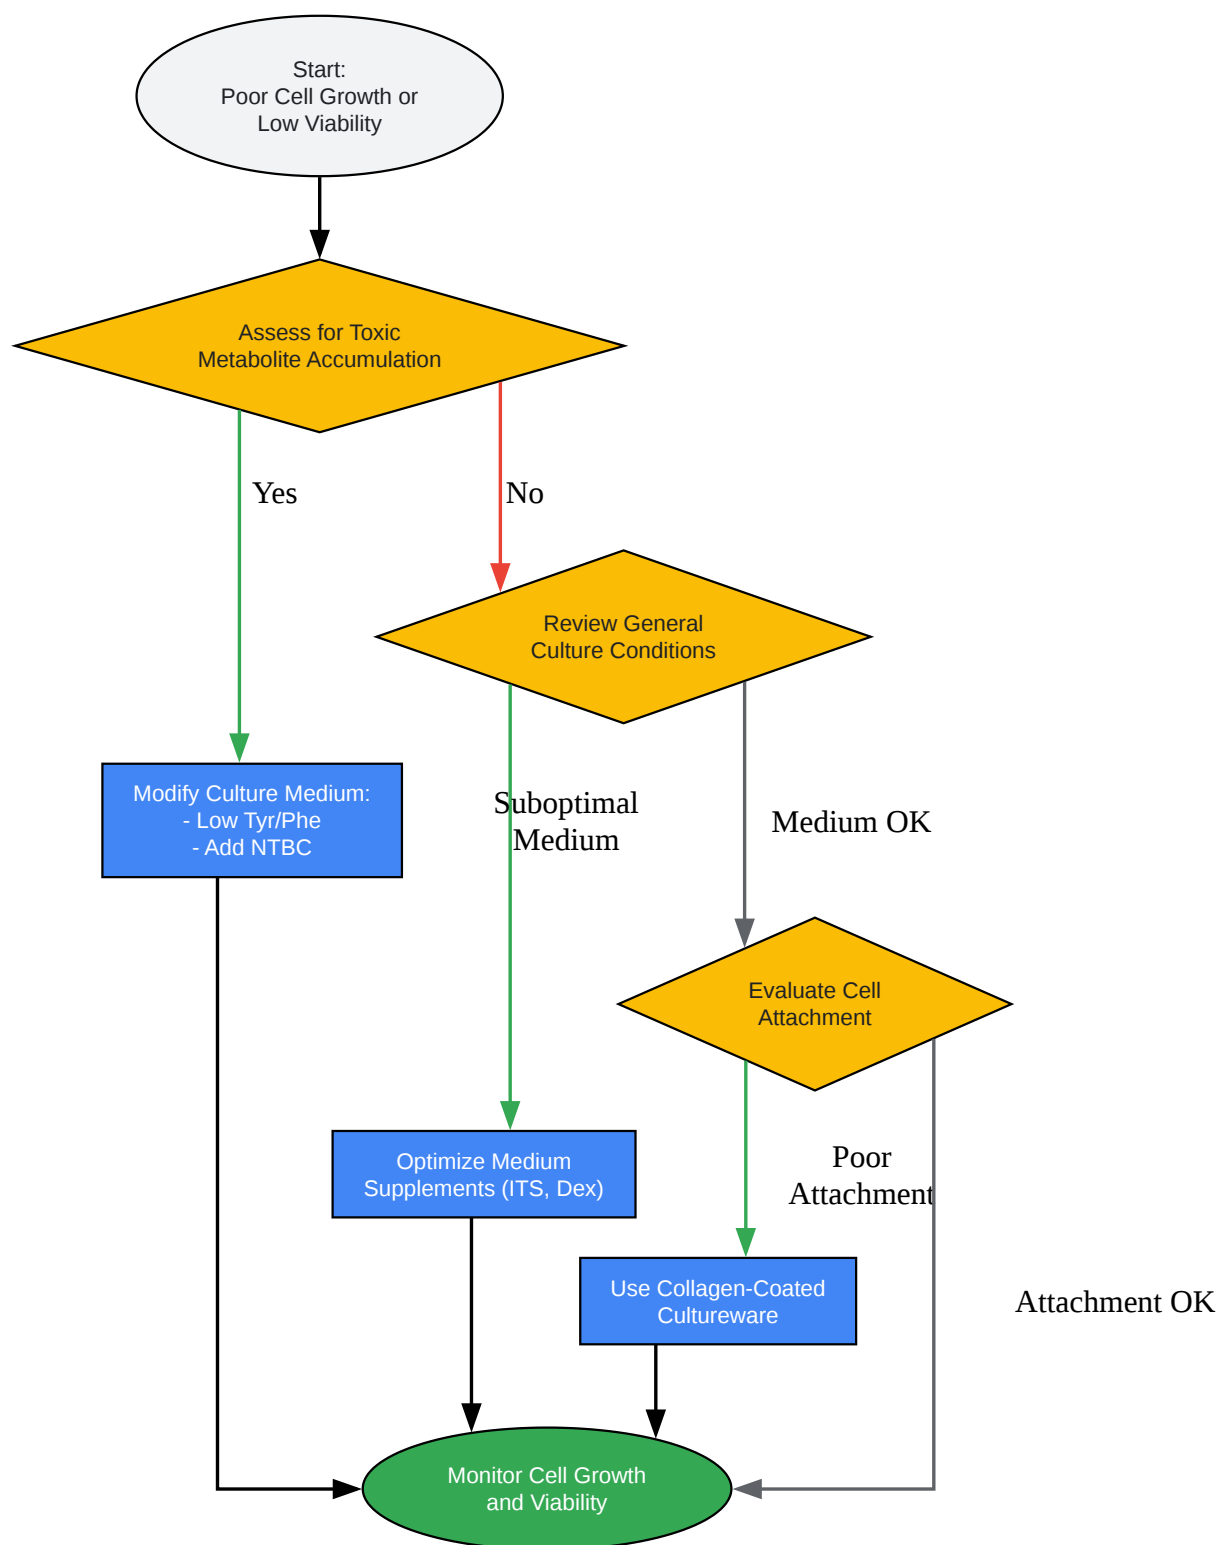 Start:
Poor Cell Growth or
Low Viability
Assess for Toxic
Metabolite Accumulation
Yes
No
Review General
Culture Conditions
Modify Culture Medium:
- Low Tyr/Phe
- Add NTBC
Suboptimal
Medium
Medium OK
Evaluate Cell
Attachment
Optimize Medium
Supplements (ITS, Dex)
Poor
Attachment
Use Collagen-Coated
Cultureware
Attachment OK
Monitor Cell Growth
and Viability